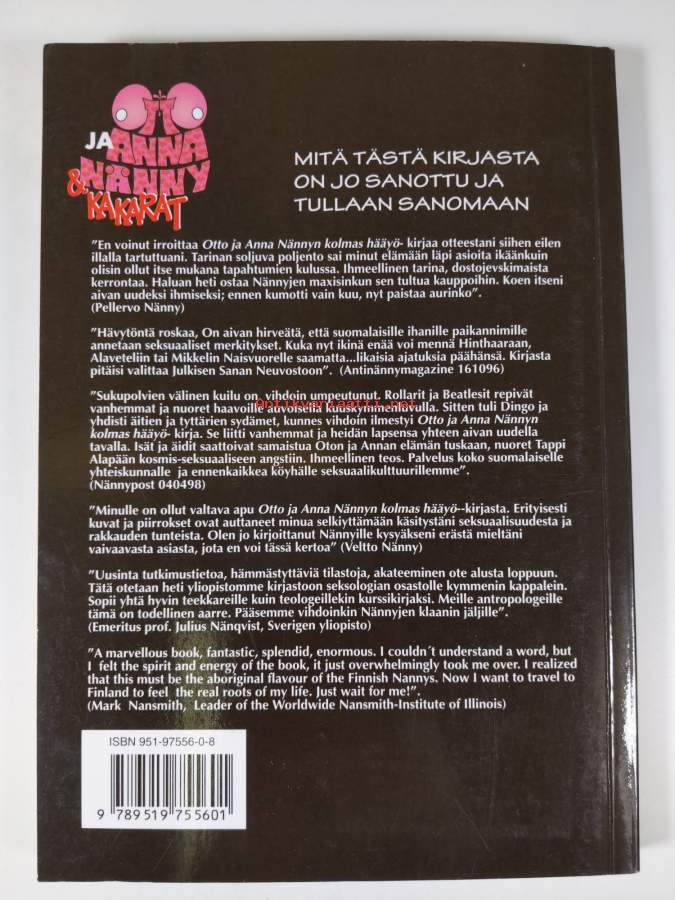 OTTO
JA ANNA
NÄNNY
& KAKARAT
MITÄ TÄSTÄ KIRJASTA
ON JO SANOTTU JA
TULLAAN SANOMAAN
"En voinut irroittaa Otto ja Anna Nännyn kolmas hääyö- kirjaa otteestani siihen eilen
illalla tartuttuani. Tarinan soljuva poljento sai minut elämään läpi asioita ikäänkuin
olisin ollut itse mukana tapahtumien kulussa. Ihmeellinen tarina, dostojevskimaista
kerrontaa. Haluan heti ostaa Nännyjen maxisinkun sen tultua kauppoihin. Koen itseni
aivan uudeksi ihmiseksi; ennen kumotti vain kuu, nyt paistaa aurinko".
(Pellervo Nänny)
"Hävytöntä roskaa, On aivan hirveätä, että suomalaisille ihanille paikannimille
annetaan seksuaaliset merkitykset. Kuka nyt ikinä enää voi mennä Hinthaaraan,
Alaveteliin tai Mikkelin Naisvuorelle saamatta...likaisia ajatuksia päähänsä. Kirjasta
pitäisi valittaa Julkisen Sanan Neuvostoon". (Antinännymagazine 161096)
"Sukupolvien välinen kuilu on vihdoin umpeutunut. Rollarit ja Beatlesit repivät
vanhemmat ja nuoret haavoille auvoisella kuuskymmenluvulla. Sitten tuli Dingo ja
yhdisti äitien ja tyttärien sydämet, kunnes vihdoin ilmestyi Otto ja Anna Nännyn
kolmas hääyö- kirja. Se liitti vanhemmat ja heidän lapsensa yhteen aivan uudella
tavalla. Isät ja äidit saattoivat samaistua Oton ja Annan elämän tuskaan, nuoret Tappi
Alapään kosmis-seksuaaliseen angstiin. Ihmeellinen teos. Palvelus koko suomalaiselle
yhteiskunnalle ja ennenkaikkea köyhälle seksuaalikulttuurillemme".
(Nännypost 040498)
"Minulle on ollut valtava apu Otto ja Anna Nännyn kolmas hääyö--kirjasta. Erityisesti
kuvat ja piirrokset ovat auttaneet minua selkiyttämään käsitystäni seksuaalisuudesta ja
rakkauden tunteista. Olen jo kirjoittanut Nännyille kysyäkseni erästä mieltäni
vaivaavasta asiasta, jota en voi tässä kertoa" (Veltto Nänny)
"Uusinta tutkimustietoa, hämmästyttäviä tilastoja, akateeminen ote alusta loppuun.
Tätä otetaan heti yliopistomme kirjastoon seksologian osastolle kymmenin kappalein.
Sopii yhtä hyvin teekkareille kuin teologeillekin kurssikirjaksi. Meille antropologeille
tämä on todellinen aarre. Pääsemme vihdoinkin Nännyjen klaanin jäljille".
(Emeritus prof. Julius Nänqvist, Sverigen yliopisto)
"A marvellous book, fantastic, splendid, enormous. I couldn´t understand a word, but
I felt the spirit and energy of the book, it just overwhelmingly took me over. I realized
that this must be the aboriginal flavour of the Finnish Nannys. Now I want to travel to
Finland to feel the real roots of my life. Just wait for me!".
(Mark Nansmith, Leader of the Worldwide Nansmith-Institute of Illinois)
ISBN 951-97556-0-8
9 789519 755601
Antikvariaatti.net